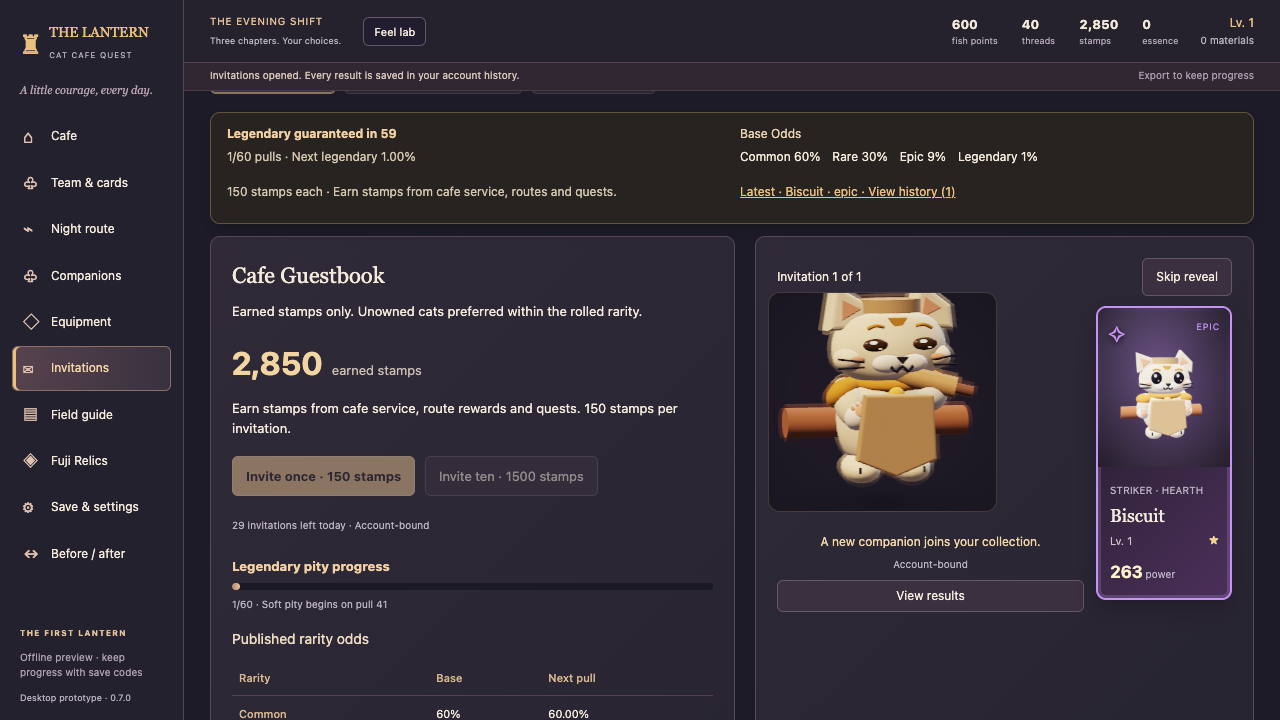 THE LANTERN
CAT CAFE QUEST
A little courage, every day.
Cafe
Team & cards
Night route
Companions
Equipment
Invitations
Field guide
Fuji Relics
Save & settings
Before / after
THE FIRST LANTERN
Offline preview · keep
progress with save codes
Desktop prototype · 0.7.0
THE EVENING SHIFT
Three chapters. Your choices.
Feel lab
600
fish points
40
threads
2,850
stamps
0
essence
Lv. 1
0 materials
Invitations opened. Every result is saved in your account history.
Export to keep progress
Legendary guaranteed in 59
1/60 pulls · Next legendary 1.00%
150 stamps each · Earn stamps from cafe service, routes and quests.
Base Odds
Common 60% Rare 30% Epic 9% Legendary 1%
Latest · Biscuit · epic · View history (1)
Cafe Guestbook
Earned stamps only. Unowned cats preferred within the rolled rarity.
2,850 earned stamps
Earn stamps from cafe service, route rewards and quests. 150 stamps per
invitation.
Invite once · 150 stamps
Invite ten · 1500 stamps
29 invitations left today · Account-bound
Legendary pity progress
1/60 · Soft pity begins on pull 41
Published rarity odds
Rarity Base Next pull
Common 60% 60.00%
Invitation 1 of 1
Skip reveal
A new companion joins your collection.
Account-bound
View results
EPIC
STRIKER · HEARTH
Biscuit
Lv. 1
263 power